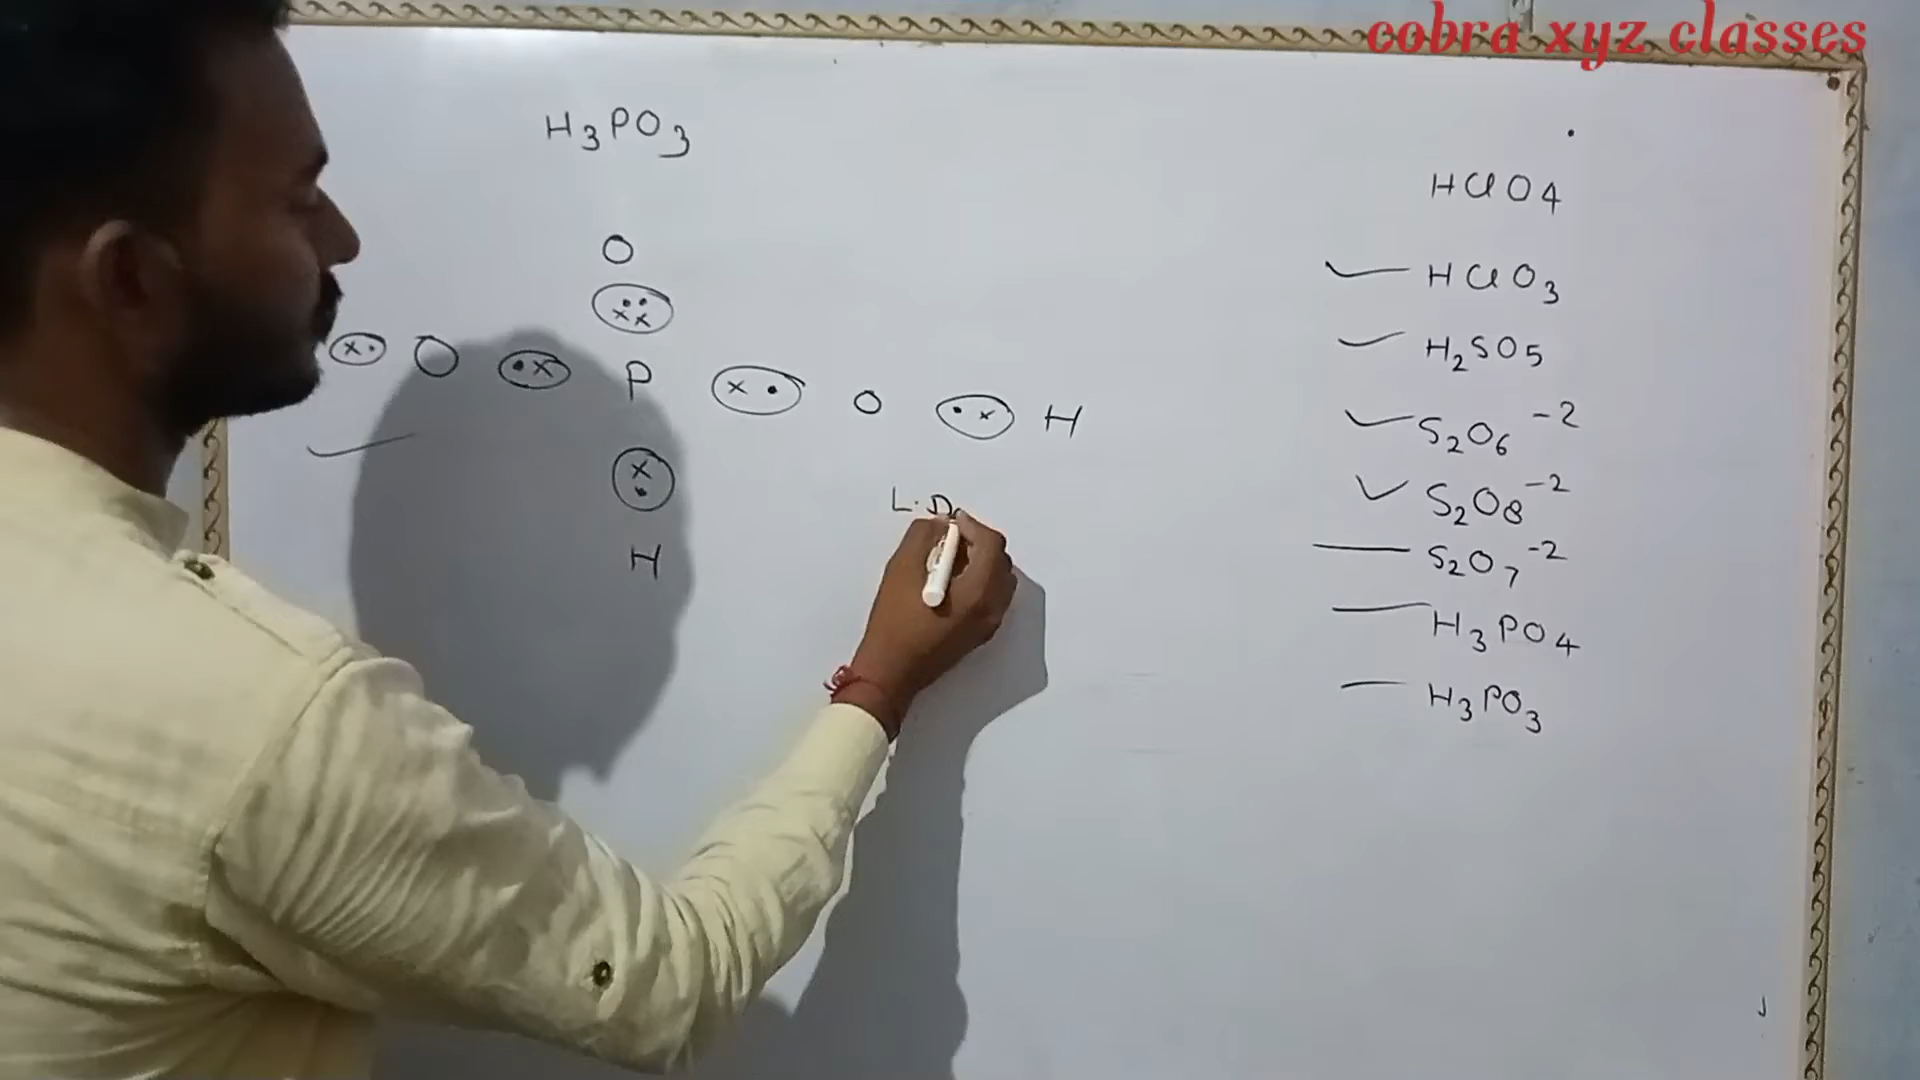 cobra xyz classes
H3PO3
O
x • O • x P x • O • x H
x •
H
L.D
HClO4
HClO3
H2SO5
S2O6 -2
S2O8 -2
S2O7 -2
H3PO4
H3PO3